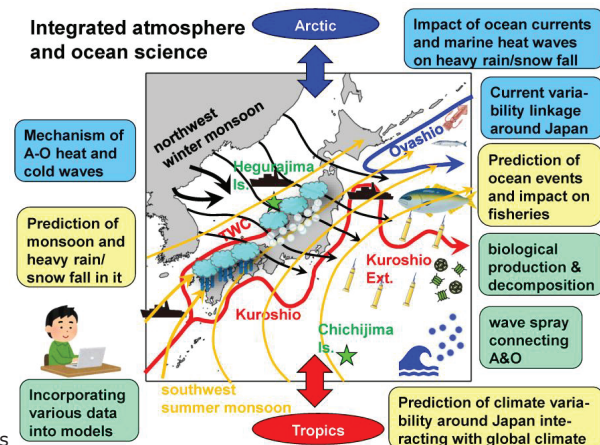 Integrated atmosphere
and ocean science
Arctic
Impact of ocean currents
and marine heat waves
on heavy rain/snow fall
Mechanism of
A-O heat and
cold waves
Prediction of
monsoon and
heavy rain/
snow fall in it
Incorporating
various data
into models
northwest
winter monsoon
Hegurajima
Is.
Oyashio
TWC
Kuroshio
Kuroshio
Ext.
Chichijima
Is.
southwest
summer monsoon
Tropics
Current varia-
bility linkage
around Japan
Prediction of
ocean events
and impact on
fisheries
biological
production &
decomposition
wave spray
connecting
A&O
Prediction of climate varia-
bility around Japan inte-
racting with global climate
s